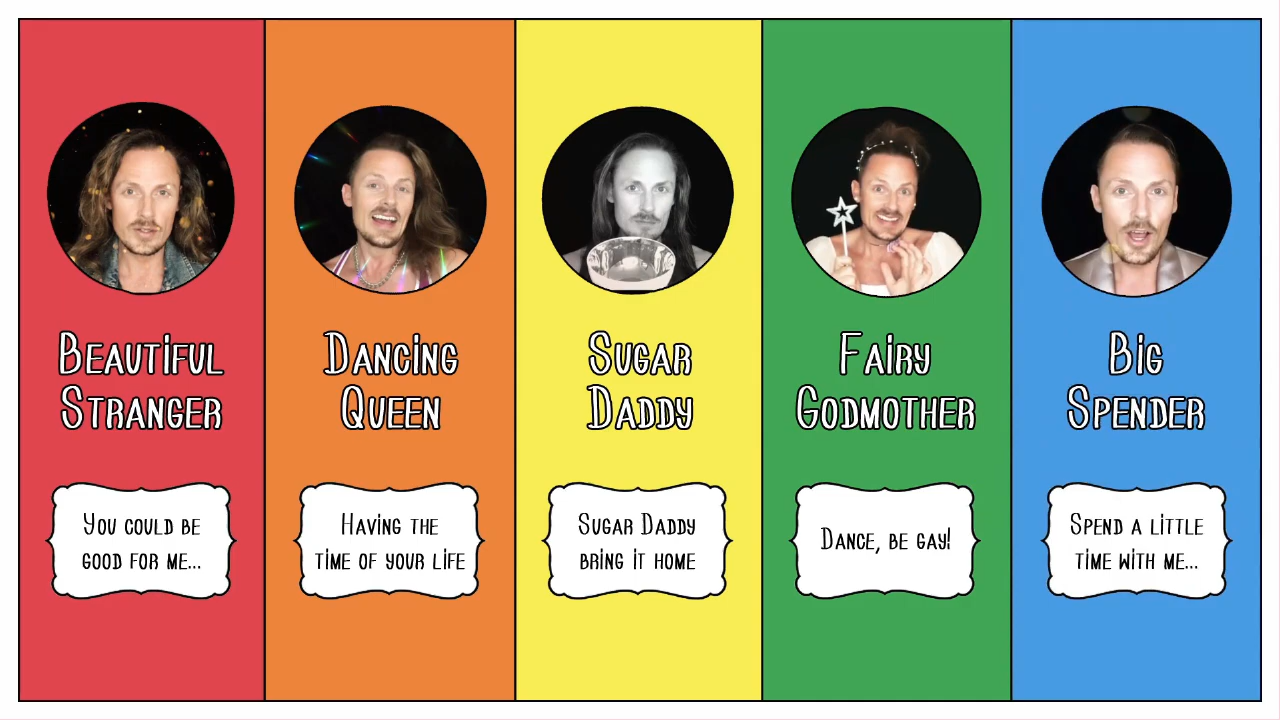 Beautiful
Stranger
You could be
good for me...
Dancing
Queen
Having the
time of your life
Sugar
Daddy
Sugar Daddy
bring it home
Fairy
Godmother
Dance, be gay!
Big
Spender
Spend a little
time with me...